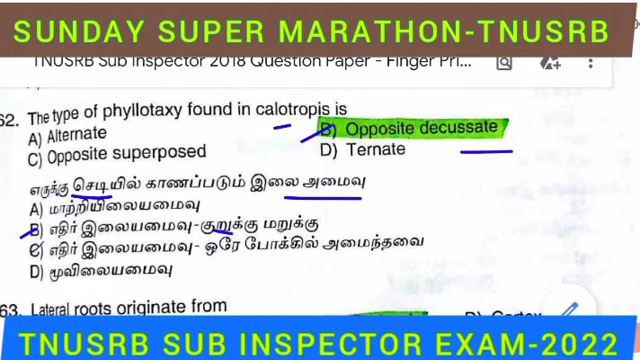 SUNDAY SUPER MARATHON-TNUSRB
TNUSRB Sub Inspector 2018 Question Paper - Finger Pri...
62. The type of phyllotaxy found in calotropis is
A) Alternate
B) Opposite decussate
C) Opposite superposed
D) Ternate
எருக்கு செடியில் காணப்படும் இலை அமைவு
A) மாற்றியிலையமைவு
B) எதிர் இலையமைவு-குறுக்கு மறுக்கு
C) எதிர் இலையமைவு- ஒரே போக்கில் அமைந்தவை
D) மூவிலையமைவு
63. Lateral roots originate from
D) Cortex
TNUSRB SUB INSPECTOR EXAM-2022